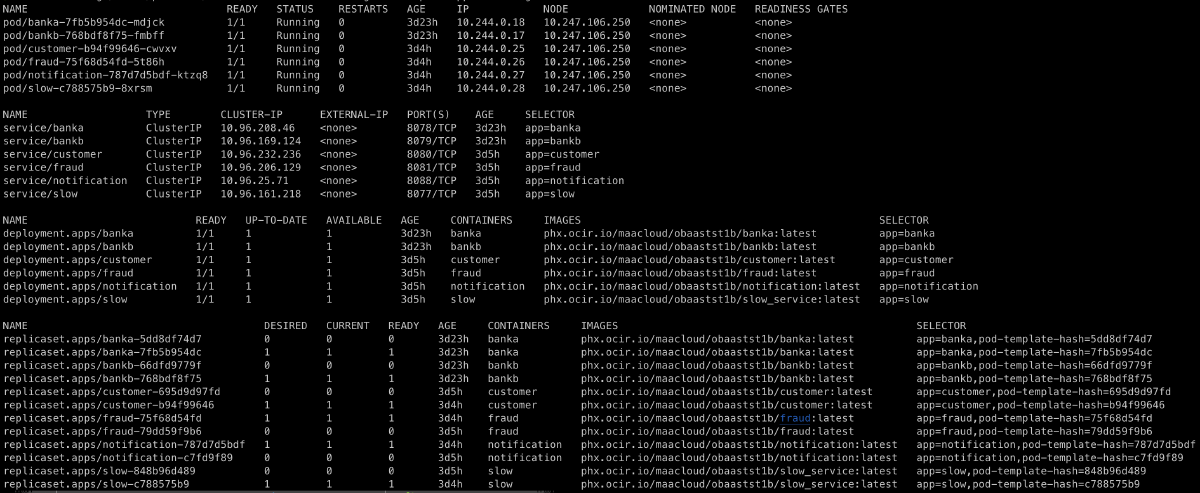 NAME READY STATUS RESTARTS AGE IP NODE NOMINATED NODE READINESS GATES
pod/banka-7fb5b954dc-mdjck 1/1 Running 0 3d23h 10.244.0.18 10.247.106.250 <none> <none>
pod/bankb-768bdf8f75-fmbff 1/1 Running 0 3d23h 10.244.0.17 10.247.106.250 <none> <none>
pod/customer-b94f99646-cwvxv 1/1 Running 0 3d4h 10.244.0.25 10.247.106.250 <none> <none>
pod/fraud-75f68d54fd-5t86h 1/1 Running 0 3d4h 10.244.0.26 10.247.106.250 <none> <none>
pod/notification-787d7d5bdf-ktzq8 1/1 Running 0 3d4h 10.244.0.27 10.247.106.250 <none> <none>
pod/slow-c788575b9-8xrsm 1/1 Running 0 3d4h 10.244.0.28 10.247.106.250 <none> <none>
NAME TYPE CLUSTER-IP EXTERNAL-IP PORT(S) AGE SELECTOR
service/banka ClusterIP 10.96.208.46 <none> 8078/TCP 3d23h app=banka
service/bankb ClusterIP 10.96.169.124 <none> 8079/TCP 3d23h app=bankb
service/customer ClusterIP 10.96.232.236 <none> 8080/TCP 3d5h app=customer
service/fraud ClusterIP 10.96.206.129 <none> 8081/TCP 3d5h app=fraud
service/notification ClusterIP 10.96.25.71 <none> 8088/TCP 3d5h app=notification
service/slow ClusterIP 10.96.161.218 <none> 8077/TCP 3d5h app=slow
NAME READY UP-TO-DATE AVAILABLE AGE CONTAINERS IMAGES SELECTOR
deployment.apps/banka 1/1 1 1 3d23h banka phx.ocir.io/maacloud/obaastst1b/banka:latest app=banka
deployment.apps/bankb 1/1 1 1 3d23h bankb phx.ocir.io/maacloud/obaastst1b/bankb:latest app=bankb
deployment.apps/customer 1/1 1 1 3d5h customer phx.ocir.io/maacloud/obaastst1b/customer:latest app=customer
deployment.apps/fraud 1/1 1 1 3d5h fraud phx.ocir.io/maacloud/obaastst1b/fraud:latest app=fraud
deployment.apps/notification 1/1 1 1 3d5h notification phx.ocir.io/maacloud/obaastst1b/notification:latest app=notification
deployment.apps/slow 1/1 1 1 3d5h slow phx.ocir.io/maacloud/obaastst1b/slow_service:latest app=slow
NAME DESIRED CURRENT READY AGE CONTAINERS IMAGES SELECTOR
replicaset.apps/banka-5dd8df74d7 0 0 0 3d23h banka phx.ocir.io/maacloud/obaastst1b/banka:latest app=banka,pod-template-hash=5dd8df74d7
replicaset.apps/banka-7fb5b954dc 1 1 1 3d23h banka phx.ocir.io/maacloud/obaastst1b/banka:latest app=banka,pod-template-hash=7fb5b954dc
replicaset.apps/bankb-66dfd9779f 0 0 0 3d23h bankb phx.ocir.io/maacloud/obaastst1b/bankb:latest app=bankb,pod-template-hash=66dfd9779f
replicaset.apps/bankb-768bdf8f75 1 1 1 3d23h bankb phx.ocir.io/maacloud/obaastst1b/bankb:latest app=bankb,pod-template-hash=768bdf8f75
replicaset.apps/customer-695d9d97fd 0 0 0 3d5h customer phx.ocir.io/maacloud/obaastst1b/customer:latest app=customer,pod-template-hash=695d9d97fd
replicaset.apps/customer-b94f99646 1 1 1 3d4h customer phx.ocir.io/maacloud/obaastst1b/customer:latest app=customer,pod-template-hash=b94f99646
replicaset.apps/fraud-75f68d54fd 1 1 1 3d4h fraud phx.ocir.io/maacloud/obaastst1b/fraud:latest app=fraud,pod-template-hash=75f68d54fd
replicaset.apps/fraud-79dd59f9b6 0 0 0 3d5h fraud phx.ocir.io/maacloud/obaastst1b/fraud:latest app=fraud,pod-template-hash=79dd59f9b6
replicaset.apps/notification-787d7d5bdf 1 1 1 3d4h notification phx.ocir.io/maacloud/obaastst1b/notification:latest app=notification,pod-template-hash=787d7d5bdf
replicaset.apps/notification-c7fd9f89 0 0 0 3d5h notification phx.ocir.io/maacloud/obaastst1b/notification:latest app=notification,pod-template-hash=c7fd9f89
replicaset.apps/slow-848b96d489 0 0 0 3d5h slow phx.ocir.io/maacloud/obaastst1b/slow_service:latest app=slow,pod-template-hash=848b96d489
replicaset.apps/slow-c788575b9 1 1 1 3d4h slow phx.ocir.io/maacloud/obaastst1b/slow_service:latest app=slow,pod-template-hash=c788575b9